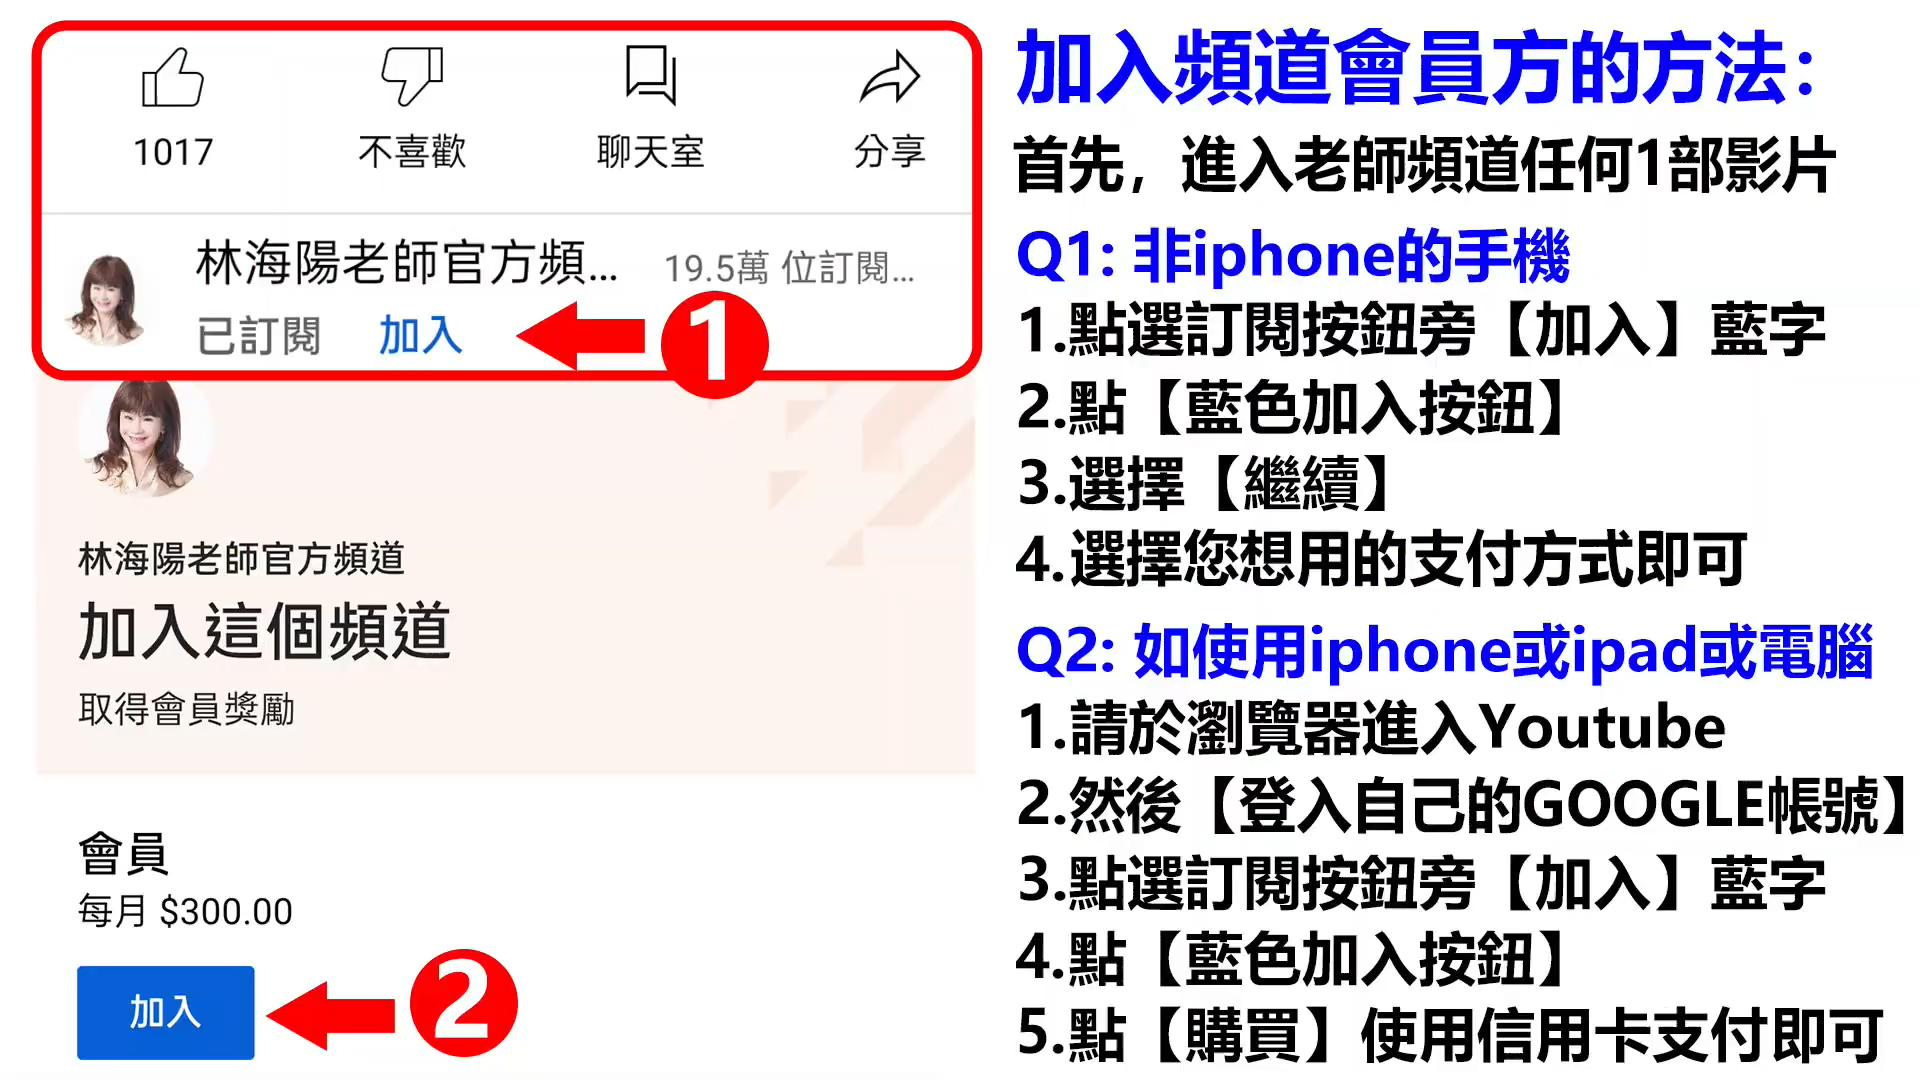 1017
不喜歡
聊天室
分享
林海陽老師官方頻...
19.5萬 位訂閱...
已訂閱
加入
1
林海陽老師官方頻道
加入這個頻道
取得會員獎勵
會員
每月 $300.00
加入
2
加入頻道會員方的方法：
首先，進入老師頻道任何1部影片
Q1: 非iphone的手機
1.點選訂閱按鈕旁【加入】藍字
2.點【藍色加入按鈕】
3.選擇【繼續】
4.選擇您想用的支付方式即可
Q2: 如使用iphone或ipad或電腦
1.請於瀏覽器進入Youtube
2.然後【登入自己的GOOGLE帳號】
3.點選訂閱按鈕旁【加入】藍字
4.點【藍色加入按鈕】
5.點【購買】使用信用卡支付即可